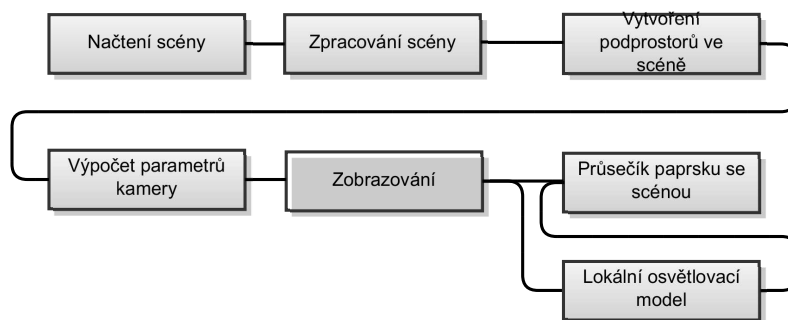 Načtení scény
Zpracování scény
Vytvoření
podprostorů ve
scéně
Výpočet parametrů
kamery
Zobrazování
Průsečík paprsku se
scénou
Lokální osvětlovací
model